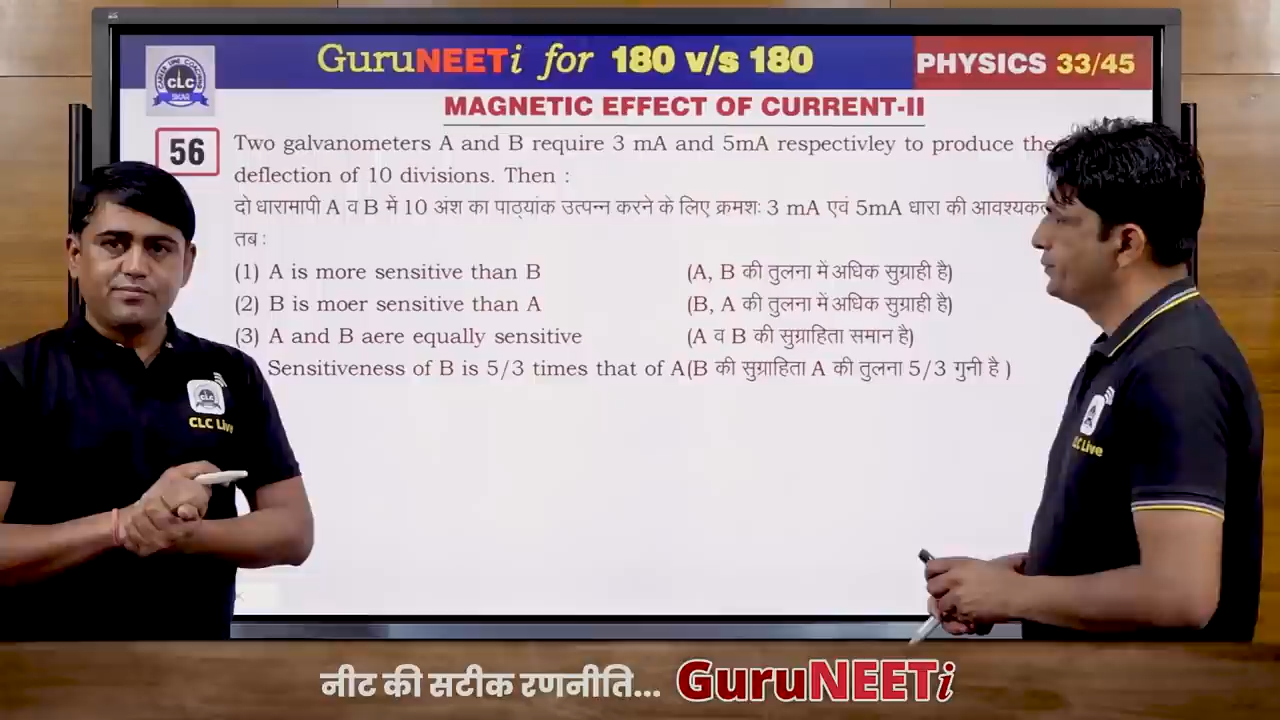 GuruNEETi for 180 v/s 180
PHYSICS 33/45
CLC
SIKAR
MAGNETIC EFFECT OF CURRENT-II
56
Two galvanometers A and B require 3 mA and 5mA respectivley to produce the
deflection of 10 divisions. Then :
दो धारामापी A व B में 10 अंश का पाठ्यांक उत्पन्न करने के लिए क्रमशः 3 mA एवं 5mA धारा की
तब :
(1) A is more sensitive than B (A, B की तुलना में अधिक सुग्राही है)
(2) B is moer sensitive than A (B, A की तुलना में अधिक सुग्राही है)
(3) A and B aere equally sensitive (A व B की सुग्राहिता समान है)
Sensitiveness of B is 5/3 times that of A(B की सुग्राहिता A की तुलना 5/3 गुनी है )
CLC Live
CLC Live
नीट की सटीक रणनीति... GuruNEETi